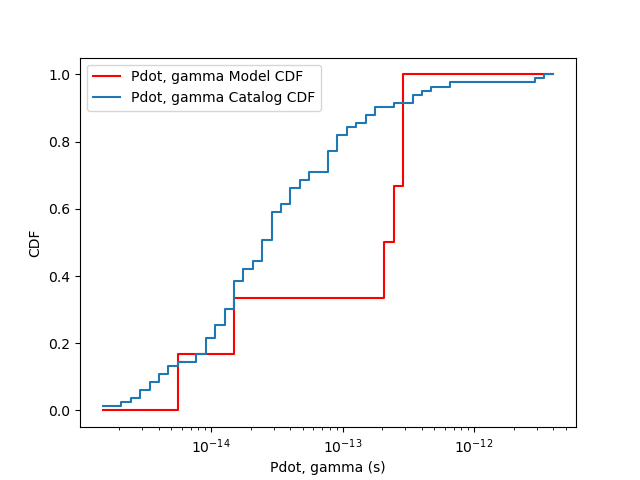 Pdot, gamma Model CDF
Pdot, gamma Catalog CDF
1.0
0.8
0.6
0.4
0.2
0.0
CDF
10⁻¹⁴ 10⁻¹³ 10⁻¹²
Pdot, gamma (s)